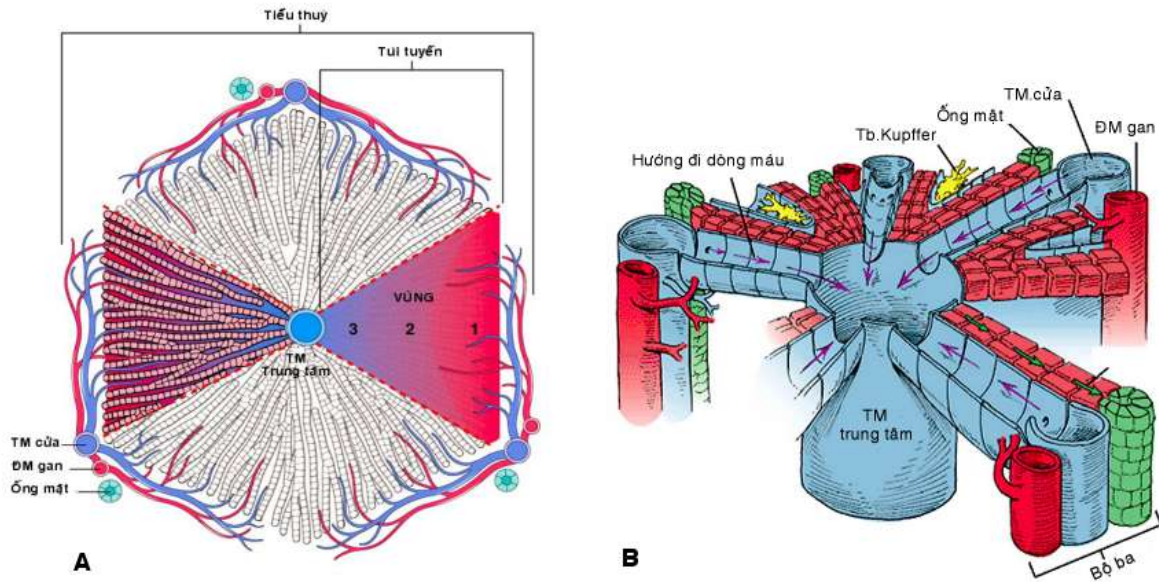 Tiểu thuỳ
Túi tuyến
VÙNG
3
2
1
TM
Trung tâm
TM cửa
ĐM gan
Ống mật
A
TM.cửa
Ống mật
ĐM gan
Tb.Kupffer
Hướng đi dòng máu
TM
trung tâm
B
Bộ ba